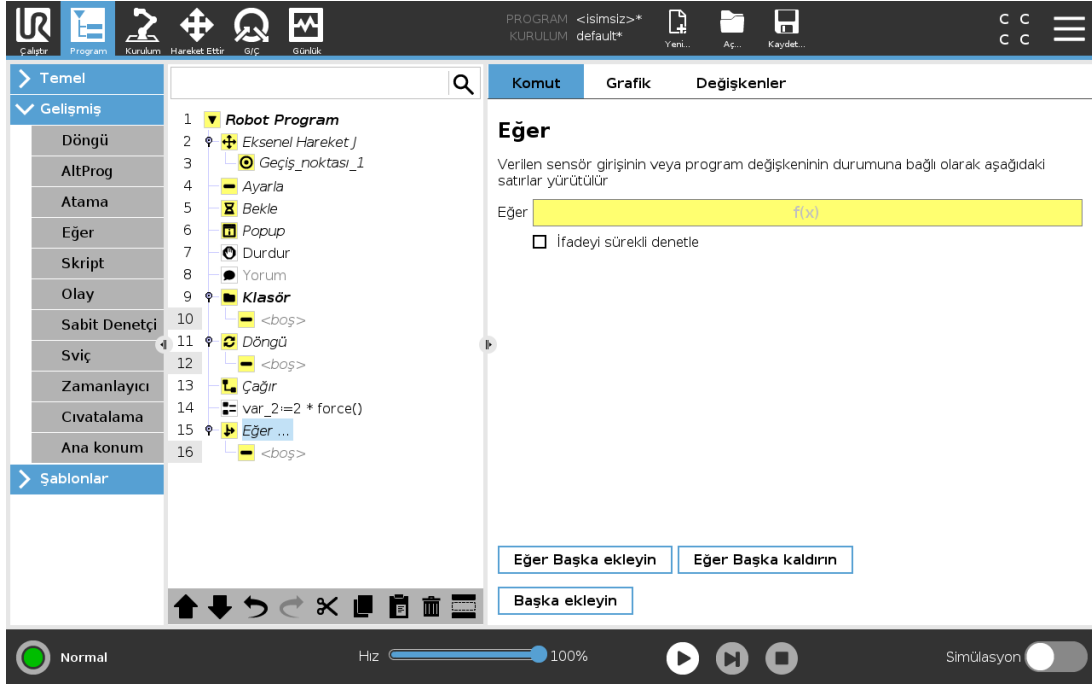 PROGRAM <isimsiz>*
KURULUM default*
Çalıştır
Program
Kurulum
Hareket Ettir
G/Ç
Günlük
Yeni...
Aç...
Kaydet...
C C
C C
Temel
Gelişmiş
Döngü
AltProg
Atama
Eğer
Skript
Olay
Sabit Denetçi
Sviç
Zamanlayıcı
Cıvatalama
Ana konum
Şablonlar
1 Robot Program
2 Eksenel Hareket J
3 Geçiş_noktası_1
4 Ayarla
5 Bekle
6 Popup
7 Durdur
8 Yorum
9 Klasör
10 <boş>
11 Döngü
12 <boş>
13 Çağır
14 var_2:=2 * force()
15 Eğer ...
16 <boş>
Komut
Grafik
Değişkenler
Eğer
Verilen sensör girişinin veya program değişkeninin durumuna bağlı olarak aşağıdaki
satırlar yürütülür
Eğer f(x)
İfadeyi sürekli denetle
Eğer Başka ekleyin
Eğer Başka kaldırın
Başka ekleyin
Normal
Hız
100%
Simülasyon